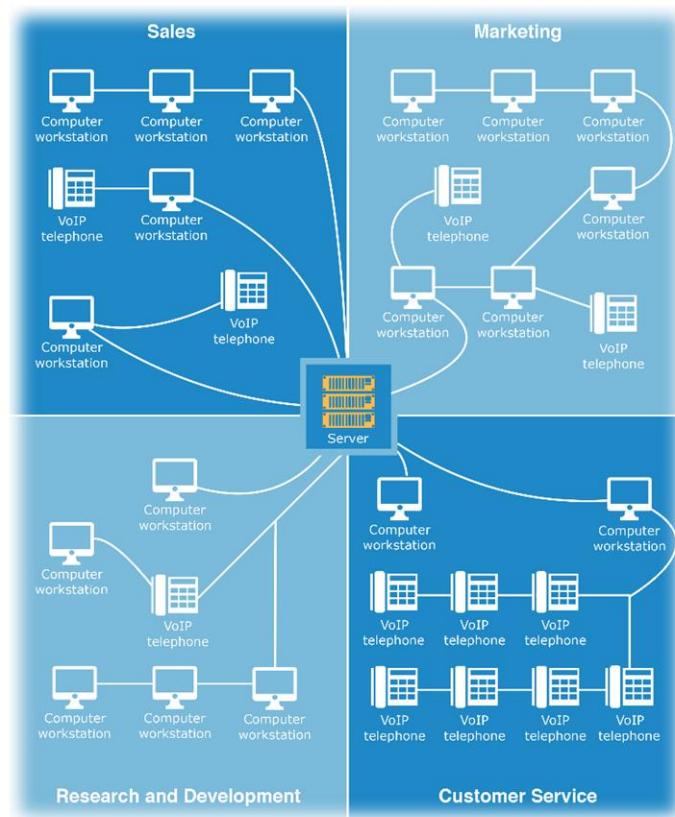 Sales
Marketing
Computer workstation
Computer workstation
Computer workstation
Computer workstation
Computer workstation
Computer workstation
VoIP telephone
Computer workstation
VoIP telephone
Computer workstation
Computer workstation
VoIP telephone
Computer workstation
Computer workstation
VoIP telephone
Server
Computer workstation
Computer workstation
Computer workstation
Computer workstation
VoIP telephone
VoIP telephone
VoIP telephone
VoIP telephone
Computer workstation
Computer workstation
Computer workstation
VoIP telephone
VoIP telephone
VoIP telephone
VoIP telephone
Research and Development
Customer Service